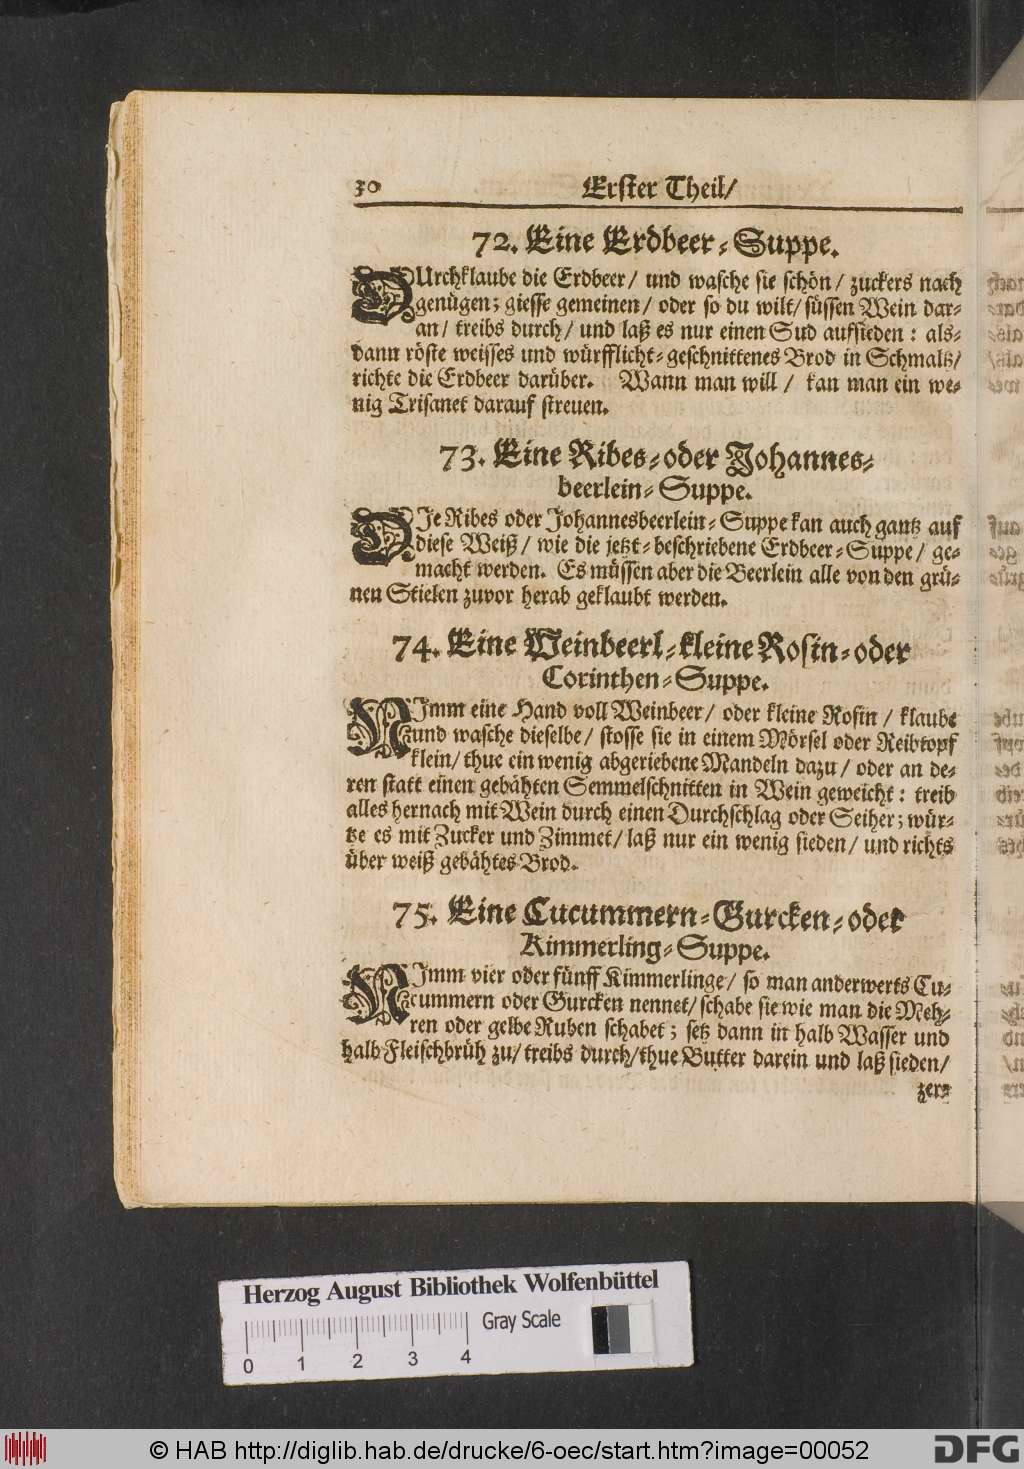 30 Erster Theil/
72. Eine Erdbeer-Suppe.
DUrchklaube die Erdbeer/ und wasche sie schön/ zuckers nach
genügen; giesse gemeinen/ oder so du wilt/ süssen Wein dar-
an/ treibs durch/ und laß es nur einen Sud aufsieden: als-
dann röste weisses und würfflicht-geschnittenes Brod in Schmaltz/
richte die Erdbeer darüber. Wann man will/ kan man ein we-
nig Trisanet darauf streuen.
73. Eine Ribes-oder Johannes-
beerlein-Suppe.
DJe Ribes oder Johannesbeerlein-Suppe kan auch gantz auf
diese Weiß/ wie die jetzt-beschriebene Erdbeer-Suppe/ ge-
macht werden. Es müssen aber die Beerlein alle von den grü-
nen Stielen zuvor herab geklaubt werden.
74. Eine Weinbeerl-kleine Rosin-oder
Corinthen-Suppe.
NJmm eine Hand voll Weinbeer/ oder kleine Rosin/ klaube
und wasche dieselbe/ stosse sie in einem Mörsel oder Reibtopf
klein/ thue ein wenig abgeriebene Mandeln dazu/ oder an de-
ren statt einen gebähten Semmelschnitten in Wein geweicht: treib
alles hernach mit Wein durch einen Durchschlag oder Seiher; wür-
tze es mit Zucker und Zimmet/ laß nur ein wenig sieden/ und richts
über weiß gebähtes Brod.
75. Eine Cucummern-Gurcken-oder
Kimmerling-Suppe.
NJmm vier oder fünff Kimmerlinge/ so man anderwerts Cu-
cummern oder Gurcken nennet/ schabe sie wie man die Meh-
ren oder gelbe Ruben schabet; setz dann in halb Wasser und
halb Fleischbrüh zu/ treibs durch/ thue Butter darein und laß sieden/
zer-
Herzog August Bibliothek Wolfenbüttel
Gray Scale
0 1 2 3 4
© HAB http://diglib.hab.de/drucke/6-oec/start.htm?image=00052
DFG